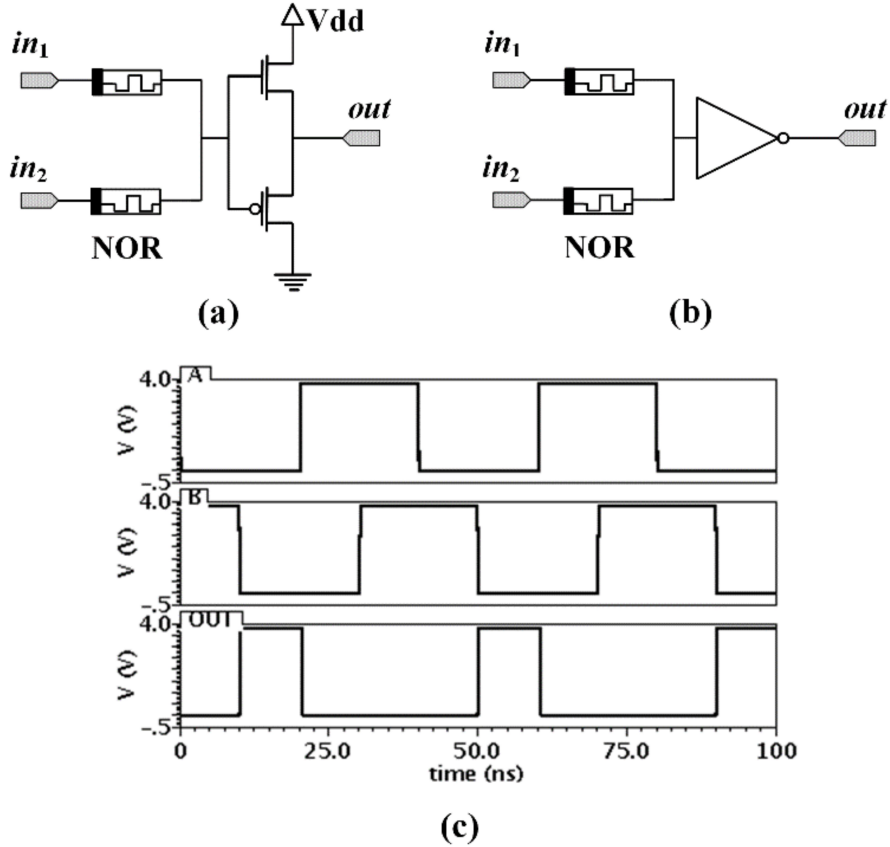 in1
Vdd
out
in2
NOR
(a)
in1
out
in2
NOR
(b)
A
4.0
V (V)
-.5
B
4.0
V (V)
-.5
OUT
4.0
V (V)
-.5
0 25.0 50.0 75.0 100
time (ns)
(c)